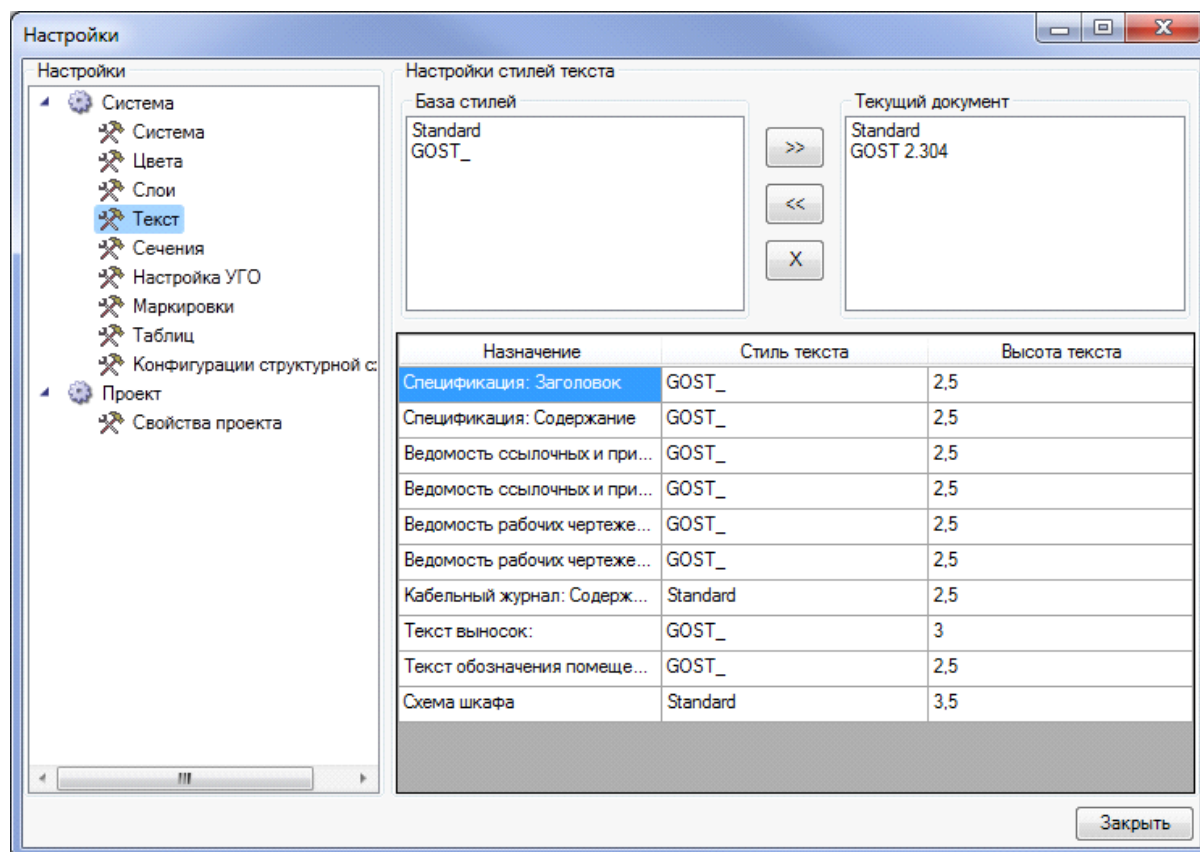 Настройки
Настройки
Система
Система
Цвета
Слои
Текст
Сечения
Настройка УГО
Маркировки
Таблиц
Конфигурации структурной с
Проект
Свойства проекта
Настройки стилей текста
База стилей
Standard
GOST_
>>
<<
X
Текущий документ
Standard
GOST 2.304
Назначение Стиль текста Высота текста
Спецификация: Заголовок GOST_ 2,5
Спецификация: Содержание GOST_ 2,5
Ведомость ссылочных и при... GOST_ 2,5
Ведомость ссылочных и при... GOST_ 2,5
Ведомость рабочих чертеже... GOST_ 2,5
Ведомость рабочих чертеже... GOST_ 2,5
Кабельный журнал: Содерж... Standard 2,5
Текст выносок: GOST_ 3
Текст обозначения помеще... GOST_ 2,5
Схема шкафа Standard 3,5
Закрыть